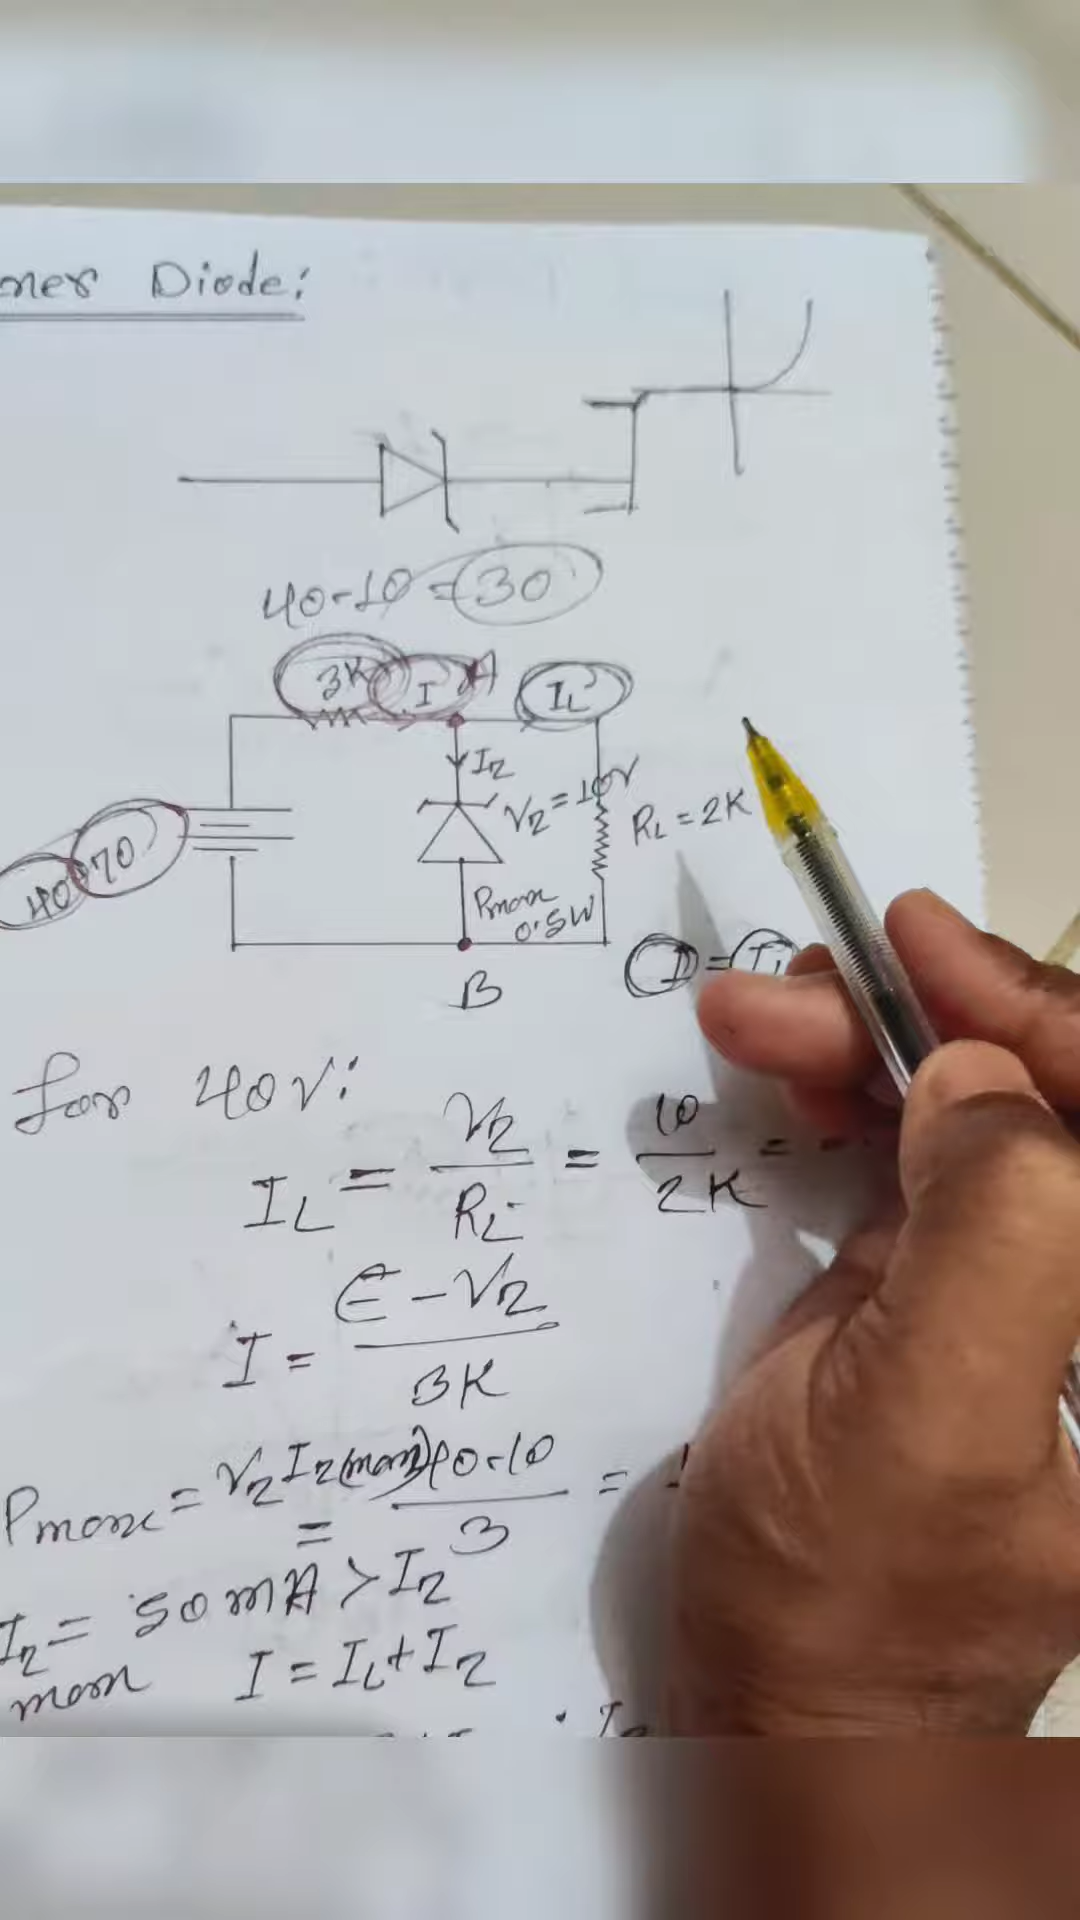 ner Diode:
40-10=30
3K I A IL
IZ
VZ=10V
RL=2K
40 70
Pmax
0.5W
I=IL
B
for 40V:
IL = VZ/RL = 10/2K =
I = E-VZ/3K
Pmax = VZ IZ(max)
= 40-10/3 =
IZ max = 50mA > IZ
I = IL + IZ